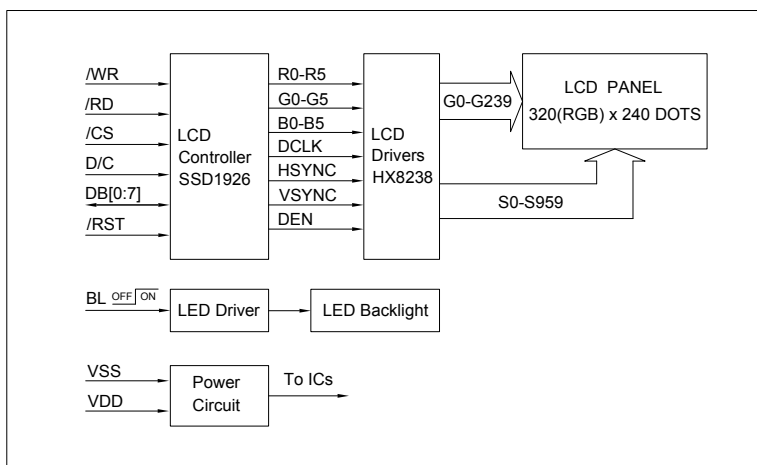 /WR
/RD
/CS
D/C
DB[0:7]
/RST
LCD
Controller
SSD1926
R0-R5
G0-G5
B0-B5
DCLK
HSYNC
VSYNC
DEN
LCD
Drivers
HX8238
G0-G239
S0-S959
LCD PANEL
320(RGB) x 240 DOTS
BL OFF ON
LED Driver
LED Backlight
VSS
VDD
Power
Circuit
To ICs